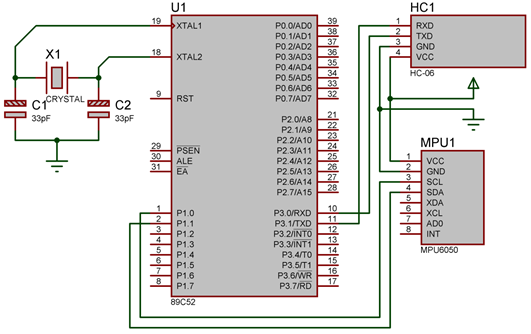 U1
HC1
19 XTAL1
18 XTAL2
9 RST
29 PSEN
30 ALE
31 EA
1 P1.0
2 P1.1
3 P1.2
4 P1.3
5 P1.4
6 P1.5
7 P1.6
8 P1.7
P0.0/AD0 39
P0.1/AD1 38
P0.2/AD2 37
P0.3/AD3 36
P0.4/AD4 35
P0.5/AD5 34
P0.6/AD6 33
P0.7/AD7 32
P2.0/A8 21
P2.1/A9 22
P2.2/A10 23
P2.3/A11 24
P2.4/A12 25
P2.5/A13 26
P2.6/A14 27
P2.7/A15 28
P3.0/RXD 10
P3.1/TXD 11
P3.2/INT0 12
P3.3/INT1 13
P3.4/T0 14
P3.5/T1 15
P3.6/WR 16
P3.7/RD 17
89C52
X1
CRYSTAL
C1
33pF
C2
33pF
1 RXD
2 TXD
3 GND
4 VCC
HC-06
MPU1
1 VCC
2 GND
3 SCL
4 SDA
5 XDA
6 XCL
7 AD0
8 INT
MPU6050